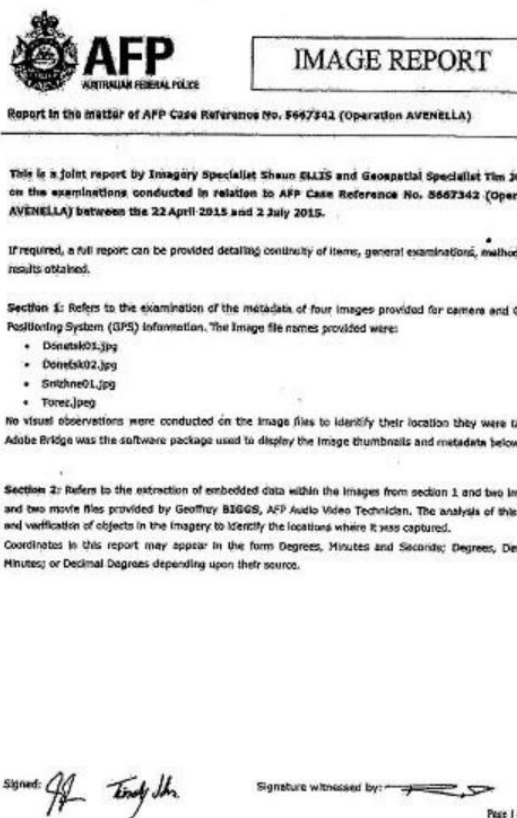 AFP
AUSTRALIAN FEDERAL POLICE
IMAGE REPORT
Report in the matter of AFP Case Reference No. 5667342 (Operation AVENELLA)
This is a joint report by Imagery Specialist Shaun ELLIS and Geospatial Specialist Tim
on the examinations conducted in relation to AFP Case Reference No. 5667342
AVENELLA) between the 22 April 2015 and 2 July 2015.
If required, a full report can be provided detailing continuity of items, general examinations,
results obtained.
Section 1: Refers to the examination of the metadata of four images provided for camera and
Positioning System (GPS) information. The image file names provided were:
• Donetsk01.jpg
• Donetsk02.jpg
• Snizhne01.jpg
• Torez.jpeg
No visual observations were conducted on the image files to identify their location they were
Adobe Bridge was the software package used to display the image thumbnails and metadata below
Section 2: Refers to the extraction of embedded data within the images from section 1 and two
and two movie files provided by Geoffrey BIGGS, AFP Audio Video Technician. The analysis of this
and verification of objects in the imagery to identify the locations where it was captured.
Coordinates in this report may appear in the form Degrees, Minutes and Seconds; Degrees,
Minutes; or Decimal Degrees depending upon their source.
Signed:
Signature witnessed by:
Page 1